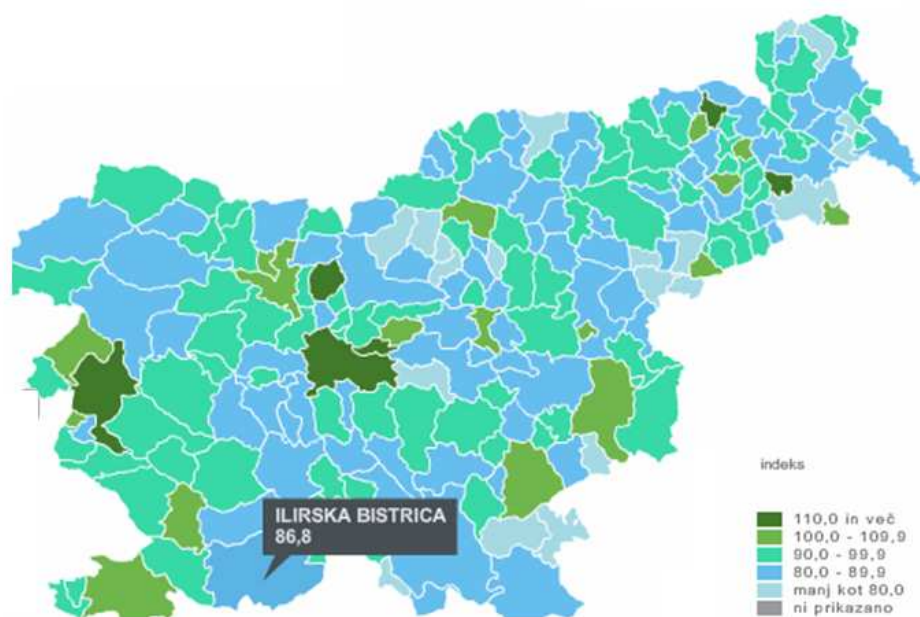 ILIRSKA BISTRICA
86,8
indeks
110,0 in več
100,0 - 109,9
90,0 - 99,9
80,0 - 89,9
manj kot 80,0
ni prikazano